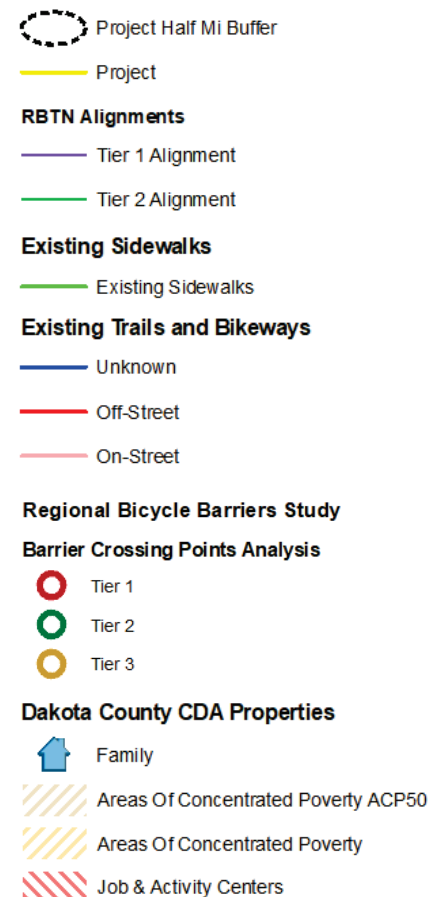 Project Half Mi Buffer
Project
RBTN Alignments
Tier 1 Alignment
Tier 2 Alignment
Existing Sidewalks
Existing Sidewalks
Existing Trails and Bikeways
Unknown
Off-Street
On-Street
Regional Bicycle Barriers Study
Barrier Crossing Points Analysis
Tier 1
Tier 2
Tier 3
Dakota County CDA Properties
Family
Areas Of Concentrated Poverty ACP50
Areas Of Concentrated Poverty
Job & Activity Centers